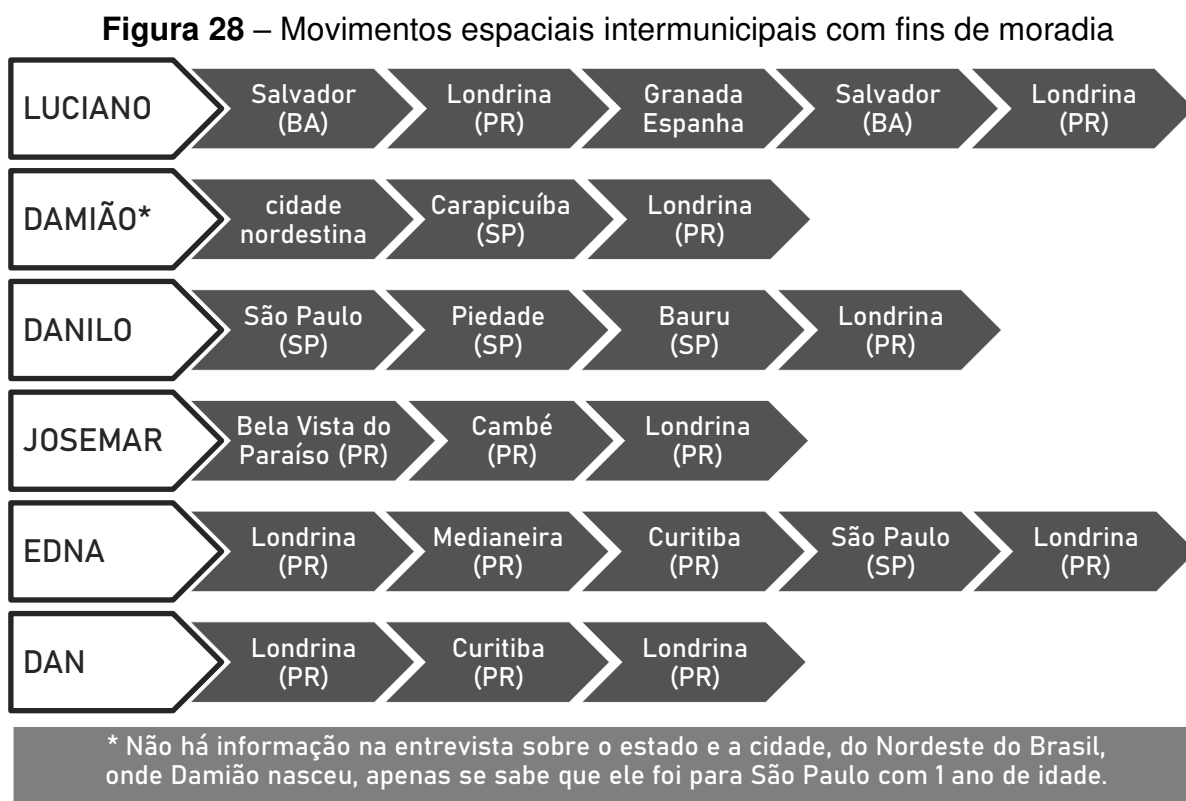 Figura 28 – Movimentos espaciais intermunicipais com fins de moradia
LUCIANO
Salvador
(BA)
Londrina
(PR)
Granada
Espanha
Salvador
(BA)
Londrina
(PR)
DAMIÃO*
cidade
nordestina
Carapicuíba
(SP)
Londrina
(PR)
DANILO
São Paulo
(SP)
Piedade
(SP)
Bauru
(SP)
Londrina
(PR)
JOSEMAR
Bela Vista do
Paraíso (PR)
Cambé
(PR)
Londrina
(PR)
EDNA
Londrina
(PR)
Medianeira
(PR)
Curitiba
(PR)
São Paulo
(SP)
Londrina
(PR)
DAN
Londrina
(PR)
Curitiba
(PR)
Londrina
(PR)
* Não há informação na entrevista sobre o estado e a cidade, do Nordeste do Brasil,
onde Damião nasceu, apenas se sabe que ele foi para São Paulo com 1 ano de idade.